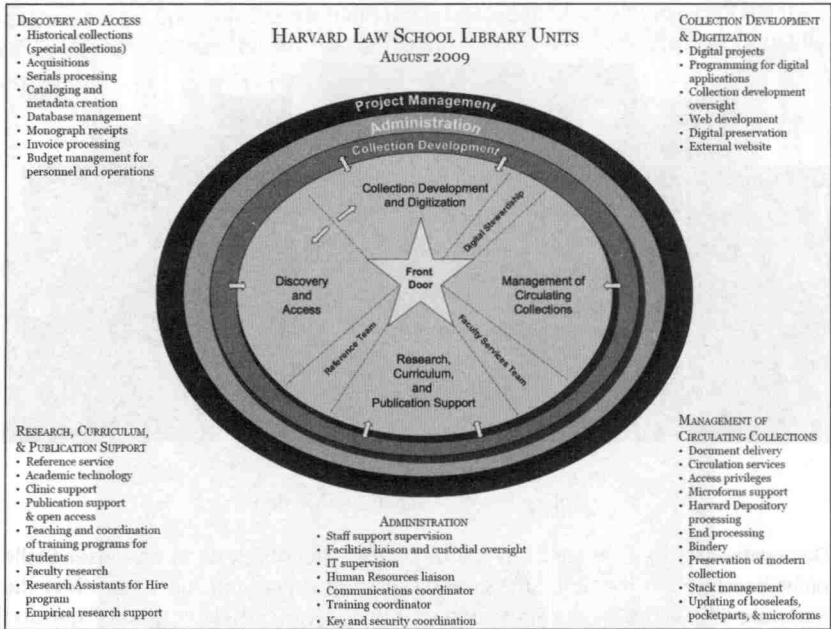 HARVARD LAW SCHOOL LIBRARY UNITS
AUGUST 2009
DISCOVERY AND ACCESS
• Historical collections
(special collections)
• Acquisitions
• Serials processing
• Cataloging and
metadata creation
• Database management
• Monograph receipts
• Invoice processing
• Budget management for
personnel and operations
COLLECTION DEVELOPMENT
& DIGITIZATION
• Digital projects
• Programming for digital
applications
• Collection development
oversight
• Web development
• Digital preservation
• External website
Project Management
Administration
Collection Development
Collection Development
and Digitization
Digital Stewardship
Front
Door
Discovery
and
Access
Management of
Circulating
Collections
Reference Team
Faculty Services Team
Research,
Curriculum,
and
Publication Support
RESEARCH, CURRICULUM,
& PUBLICATION SUPPORT
• Reference service
• Academic technology
• Clinic support
• Publication support
& open access
• Teaching and coordination
of training programs for
students
• Faculty research
• Research Assistants for Hire
program
• Empirical research support
ADMINISTRATION
• Staff support supervision
• Facilities liaison and custodial oversight
• IT supervision
• Human Resources liaison
• Communications coordinator
• Training coordinator
• Key and security coordination
MANAGEMENT OF
CIRCULATING COLLECTIONS
• Document delivery
• Circulation services
• Access privileges
• Microforms support
• Harvard Depository
processing
• End processing
• Bindery
• Preservation of modern
collection
• Stack management
• Updating of looseleafs,
pocketparts, & microforms